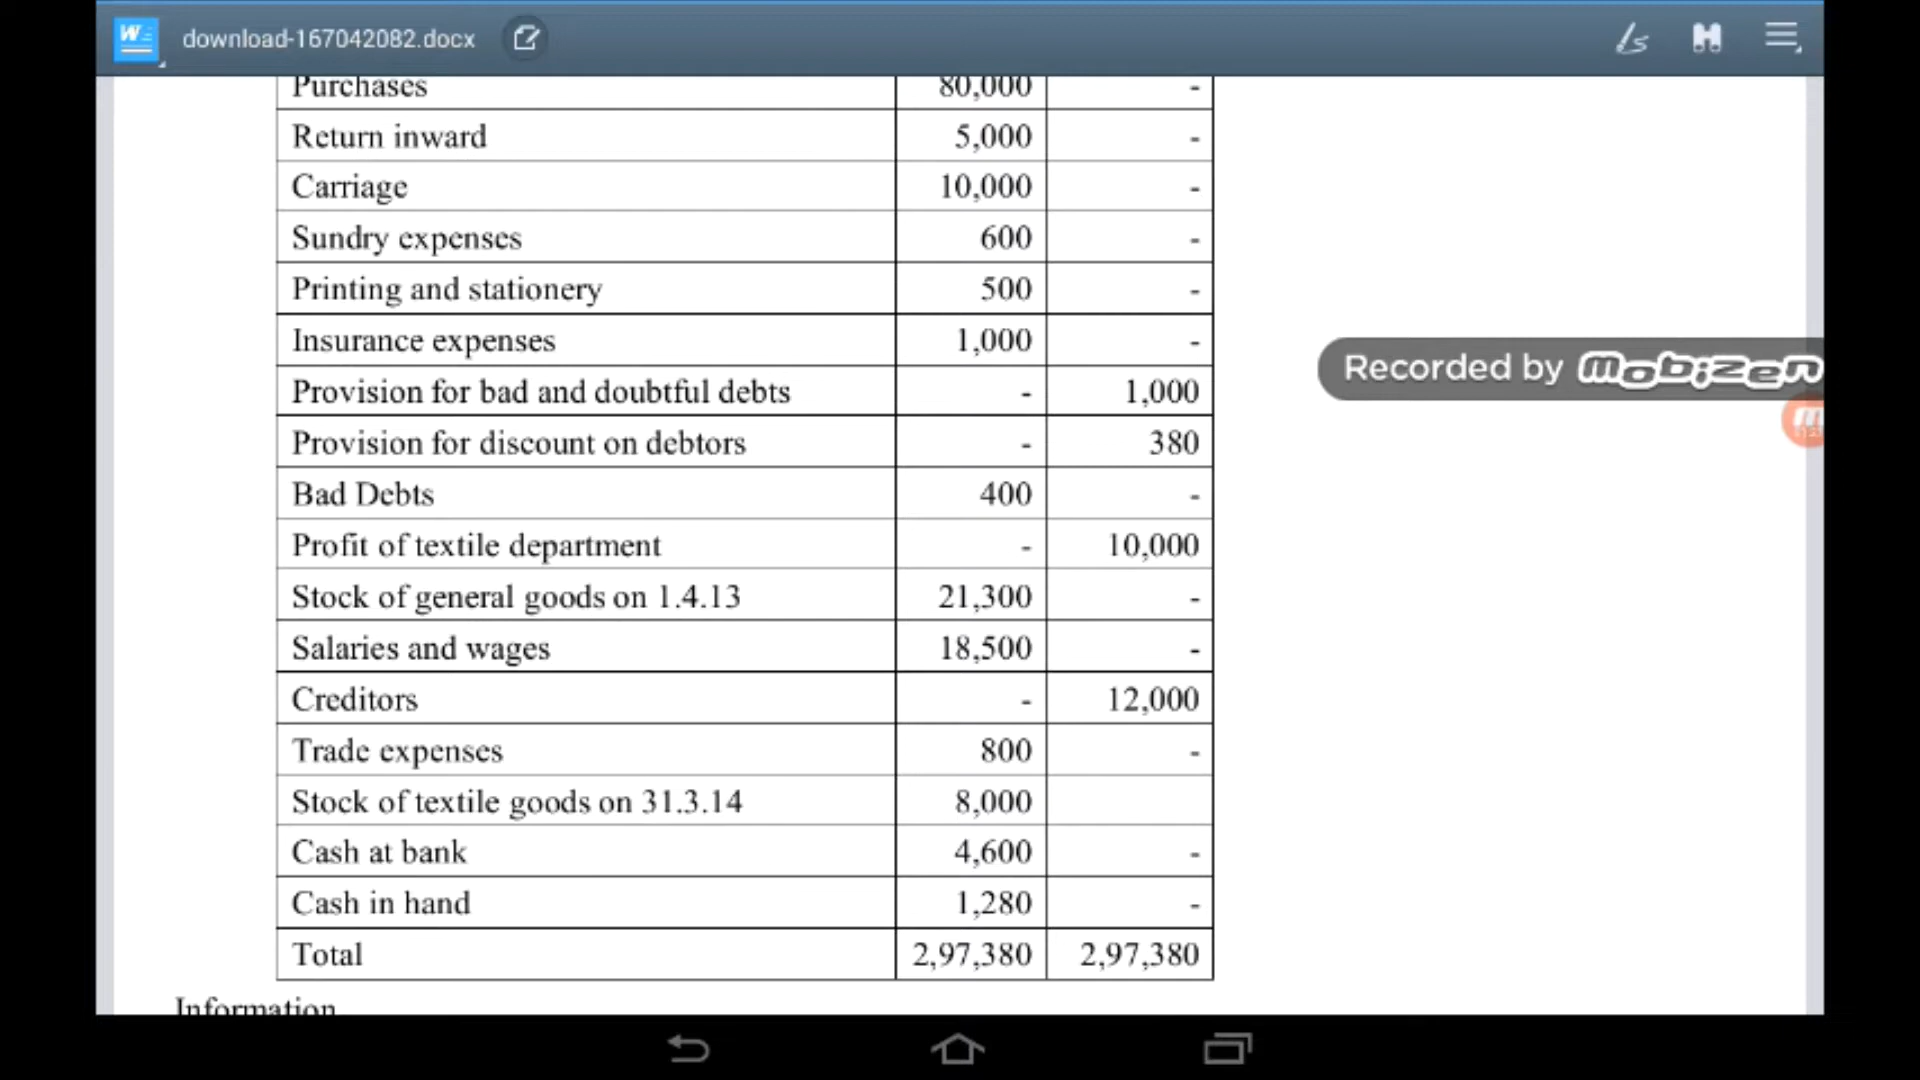 download-167042082.docx
Purchases 80,000 -
Return inward 5,000 -
Carriage 10,000 -
Sundry expenses 600 -
Printing and stationery 500 -
Insurance expenses 1,000 -
Recorded by mobizen
Provision for bad and doubtful debts - 1,000
Provision for discount on debtors - 380
Bad Debts 400 -
Profit of textile department - 10,000
Stock of general goods on 1.4.13 21,300 -
Salaries and wages 18,500 -
Creditors - 12,000
Trade expenses 800 -
Stock of textile goods on 31.3.14 8,000
Cash at bank 4,600 -
Cash in hand 1,280 -
Total 2,97,380 2,97,380
Information